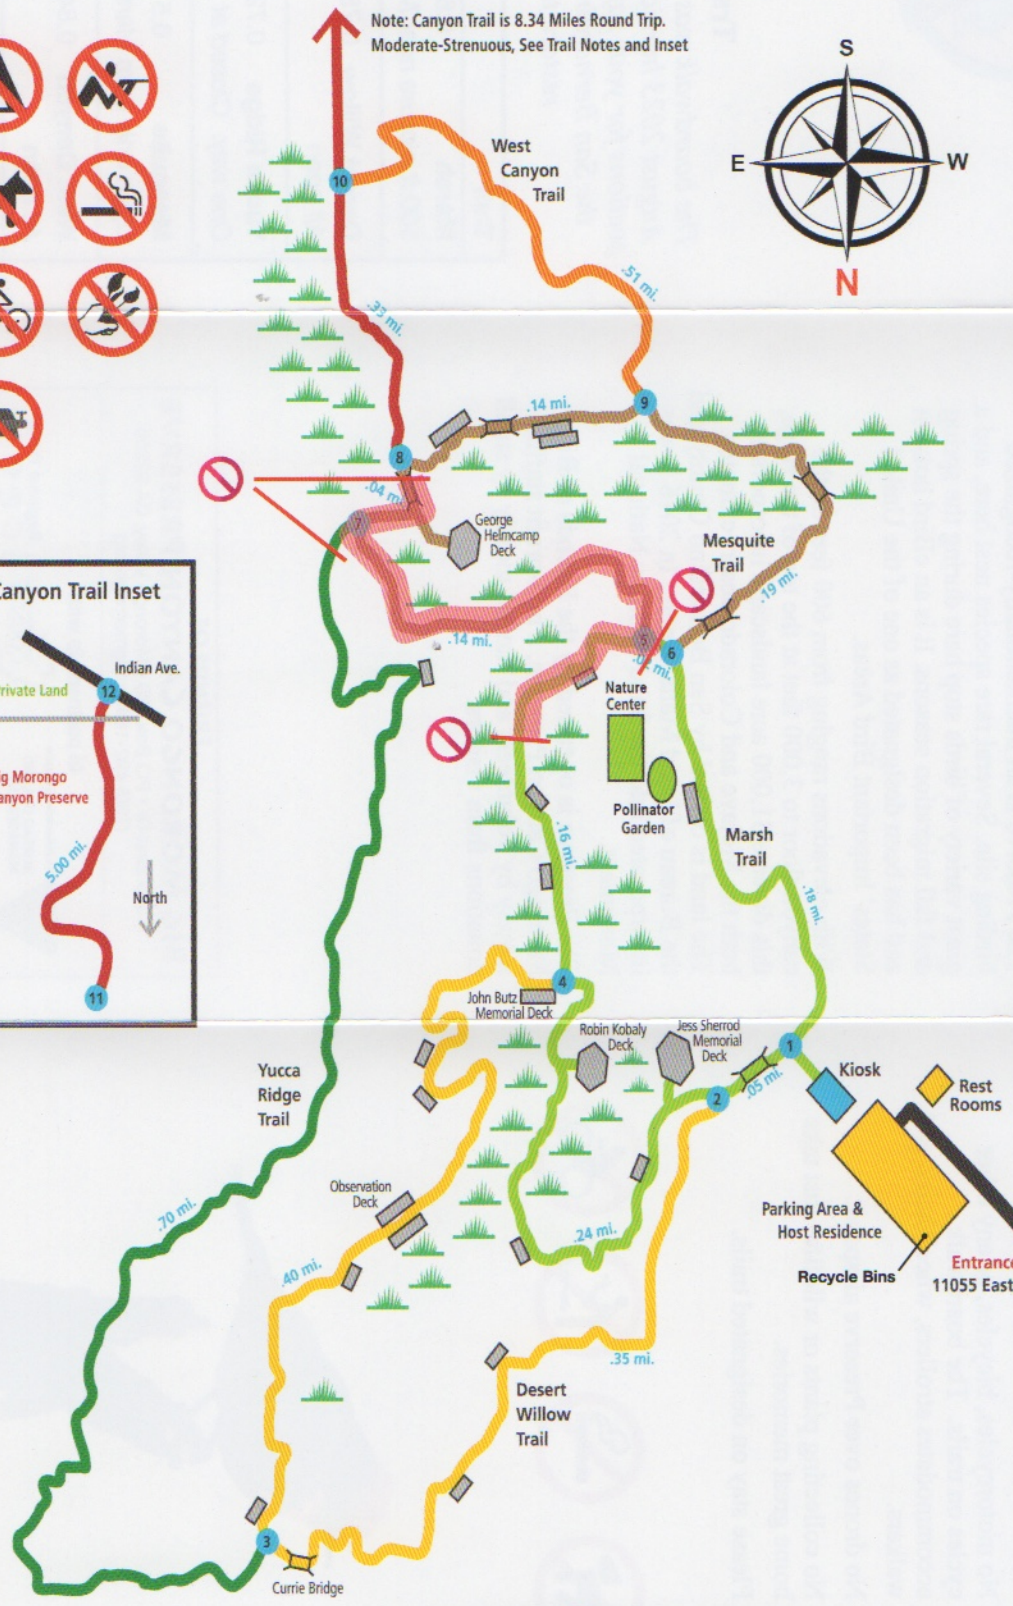 Note: Canyon Trail is 8.34 Miles Round Trip.
Moderate-Strenuous, See Trail Notes and Inset
S
E
W
N
West
Canyon
Trail
10
.51 mi.
.33 mi.
9
.14 mi.
8
.04 m
7
George
Helmcamp
Deck
Mesquite
Trail
.19 mi.
.14 mi.
5
6
mi.
Canyon Trail Inset
Indian Ave.
12
rivate Land
ig Morongo
anyon Preserve
5.00 mi.
North
11
Nature
Center
Pollinator
Garden
.16 mi.
Marsh
Trail
.18 mi.
4
John Butz
Memorial Deck
Robin Kobaly
Deck
Jess Sherrod
Memorial
Deck
1
Kiosk
2
.05 mi.
Rest
Rooms
Yucca
Ridge
Trail
Observation
Deck
Parking Area &
Host Residence
.70 mi.
.24 mi.
.40 mi.
Recycle Bins
Entrance
11055 East
.35 mi.
Desert
Willow
Trail
3
Currie Bridge